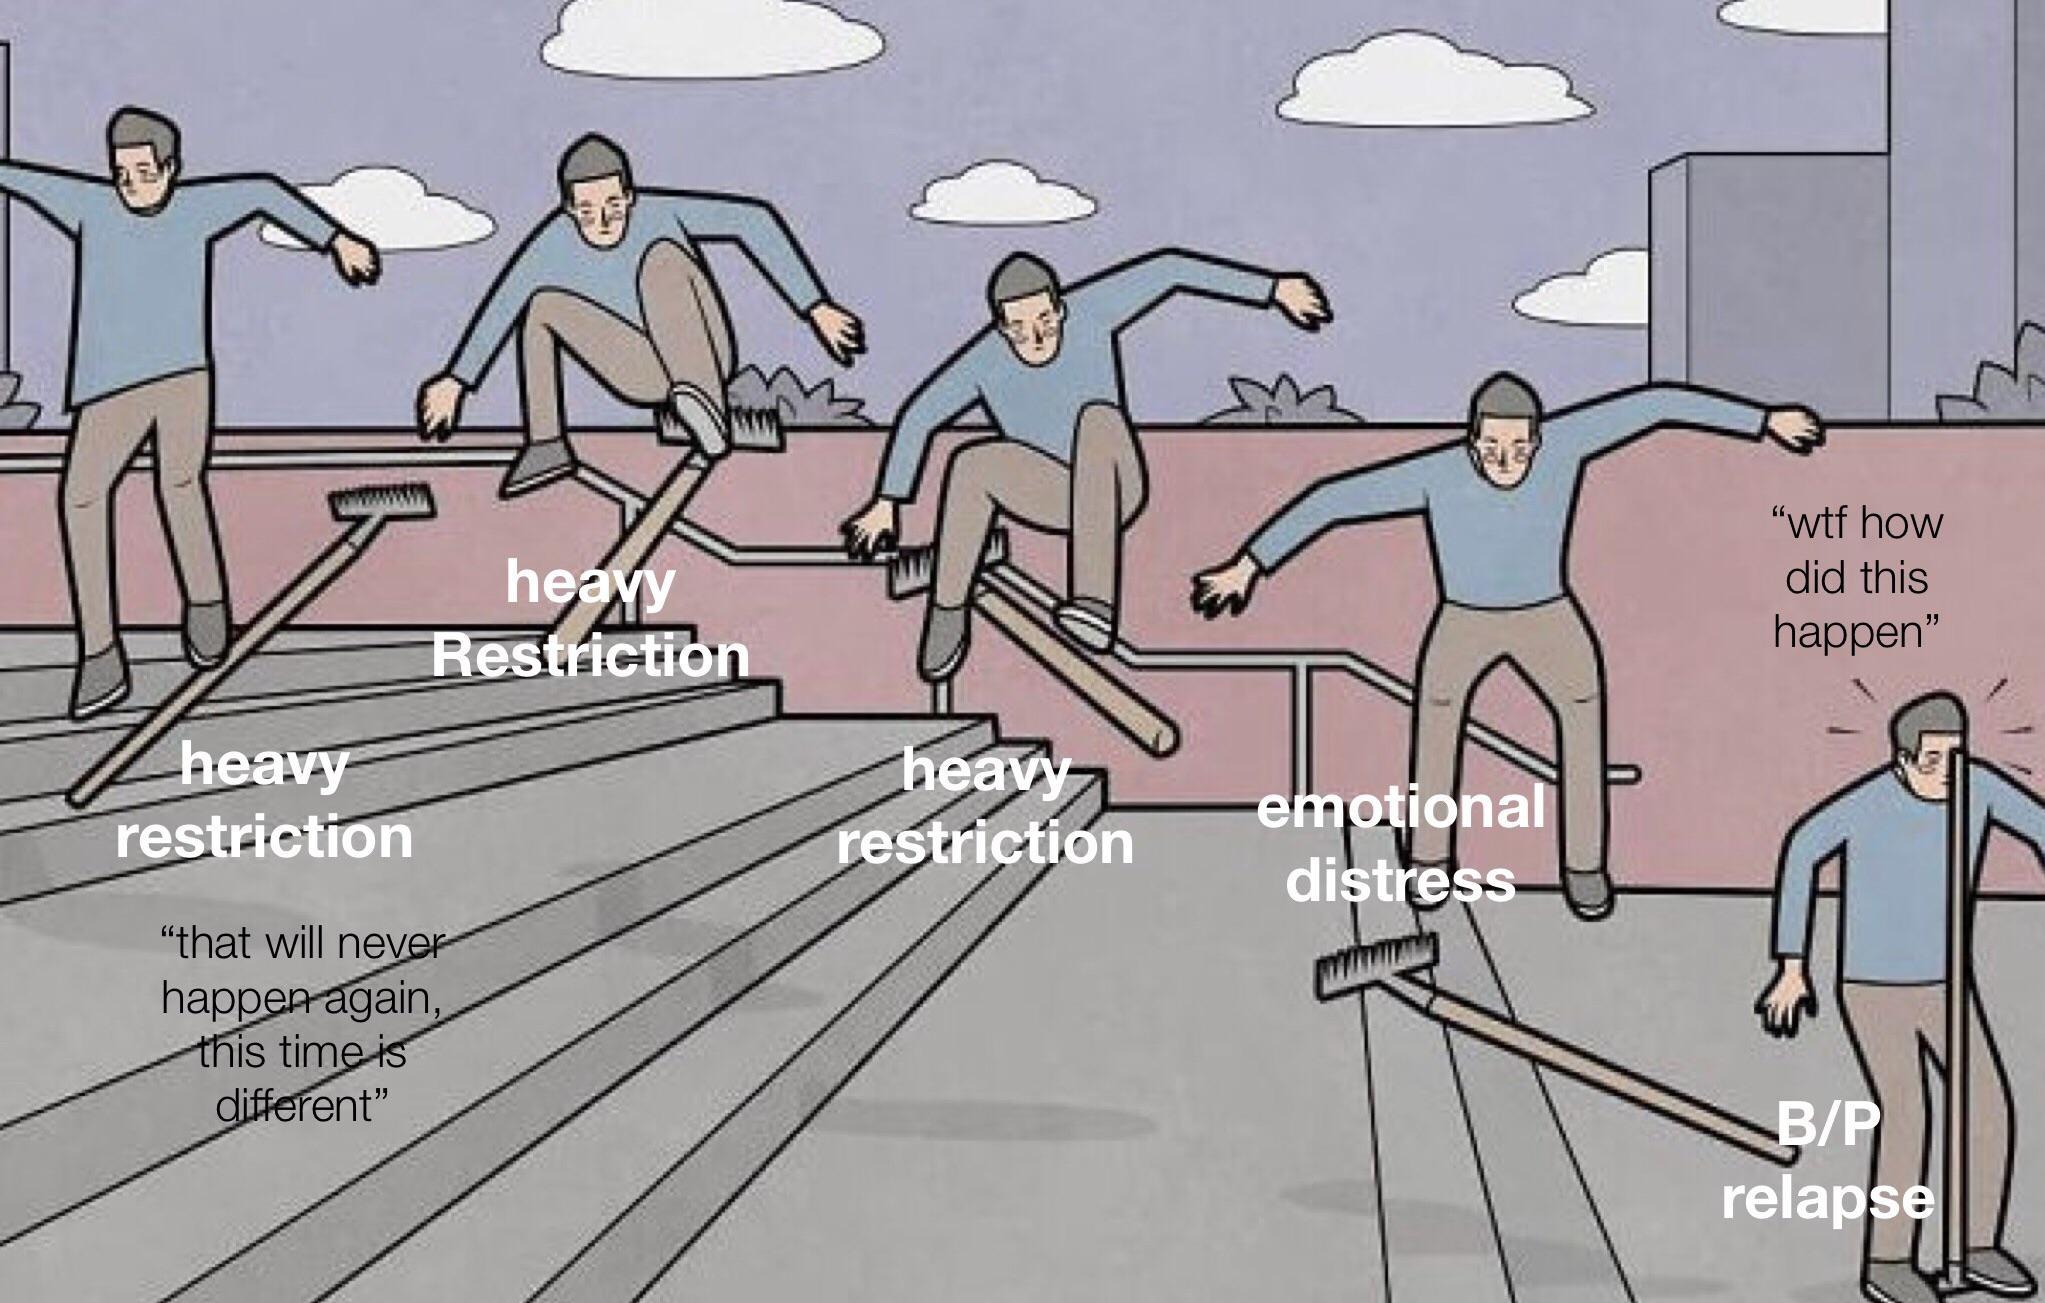 heavy
restriction
“that will never
happen again,
this time is
different”
heavy
Restriction
heavy
restriction
emotional
distress
“wtf how
did this
happen”
B/P
relapse